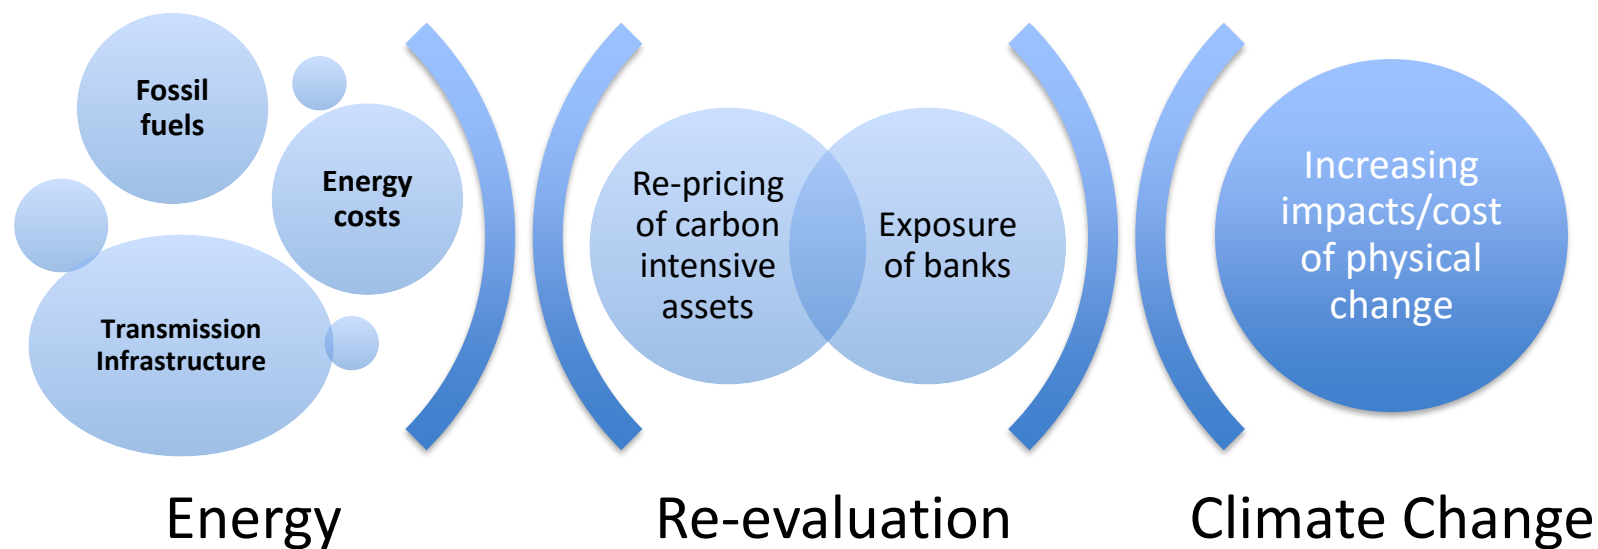 Fossil
fuels
Energy
costs
Transmission
Infrastructure
Energy
Re-pricing
of carbon
intensive
assets
Exposure
of banks
Re-evaluation
Increasing
impacts/cost
of physical
change
Climate Change